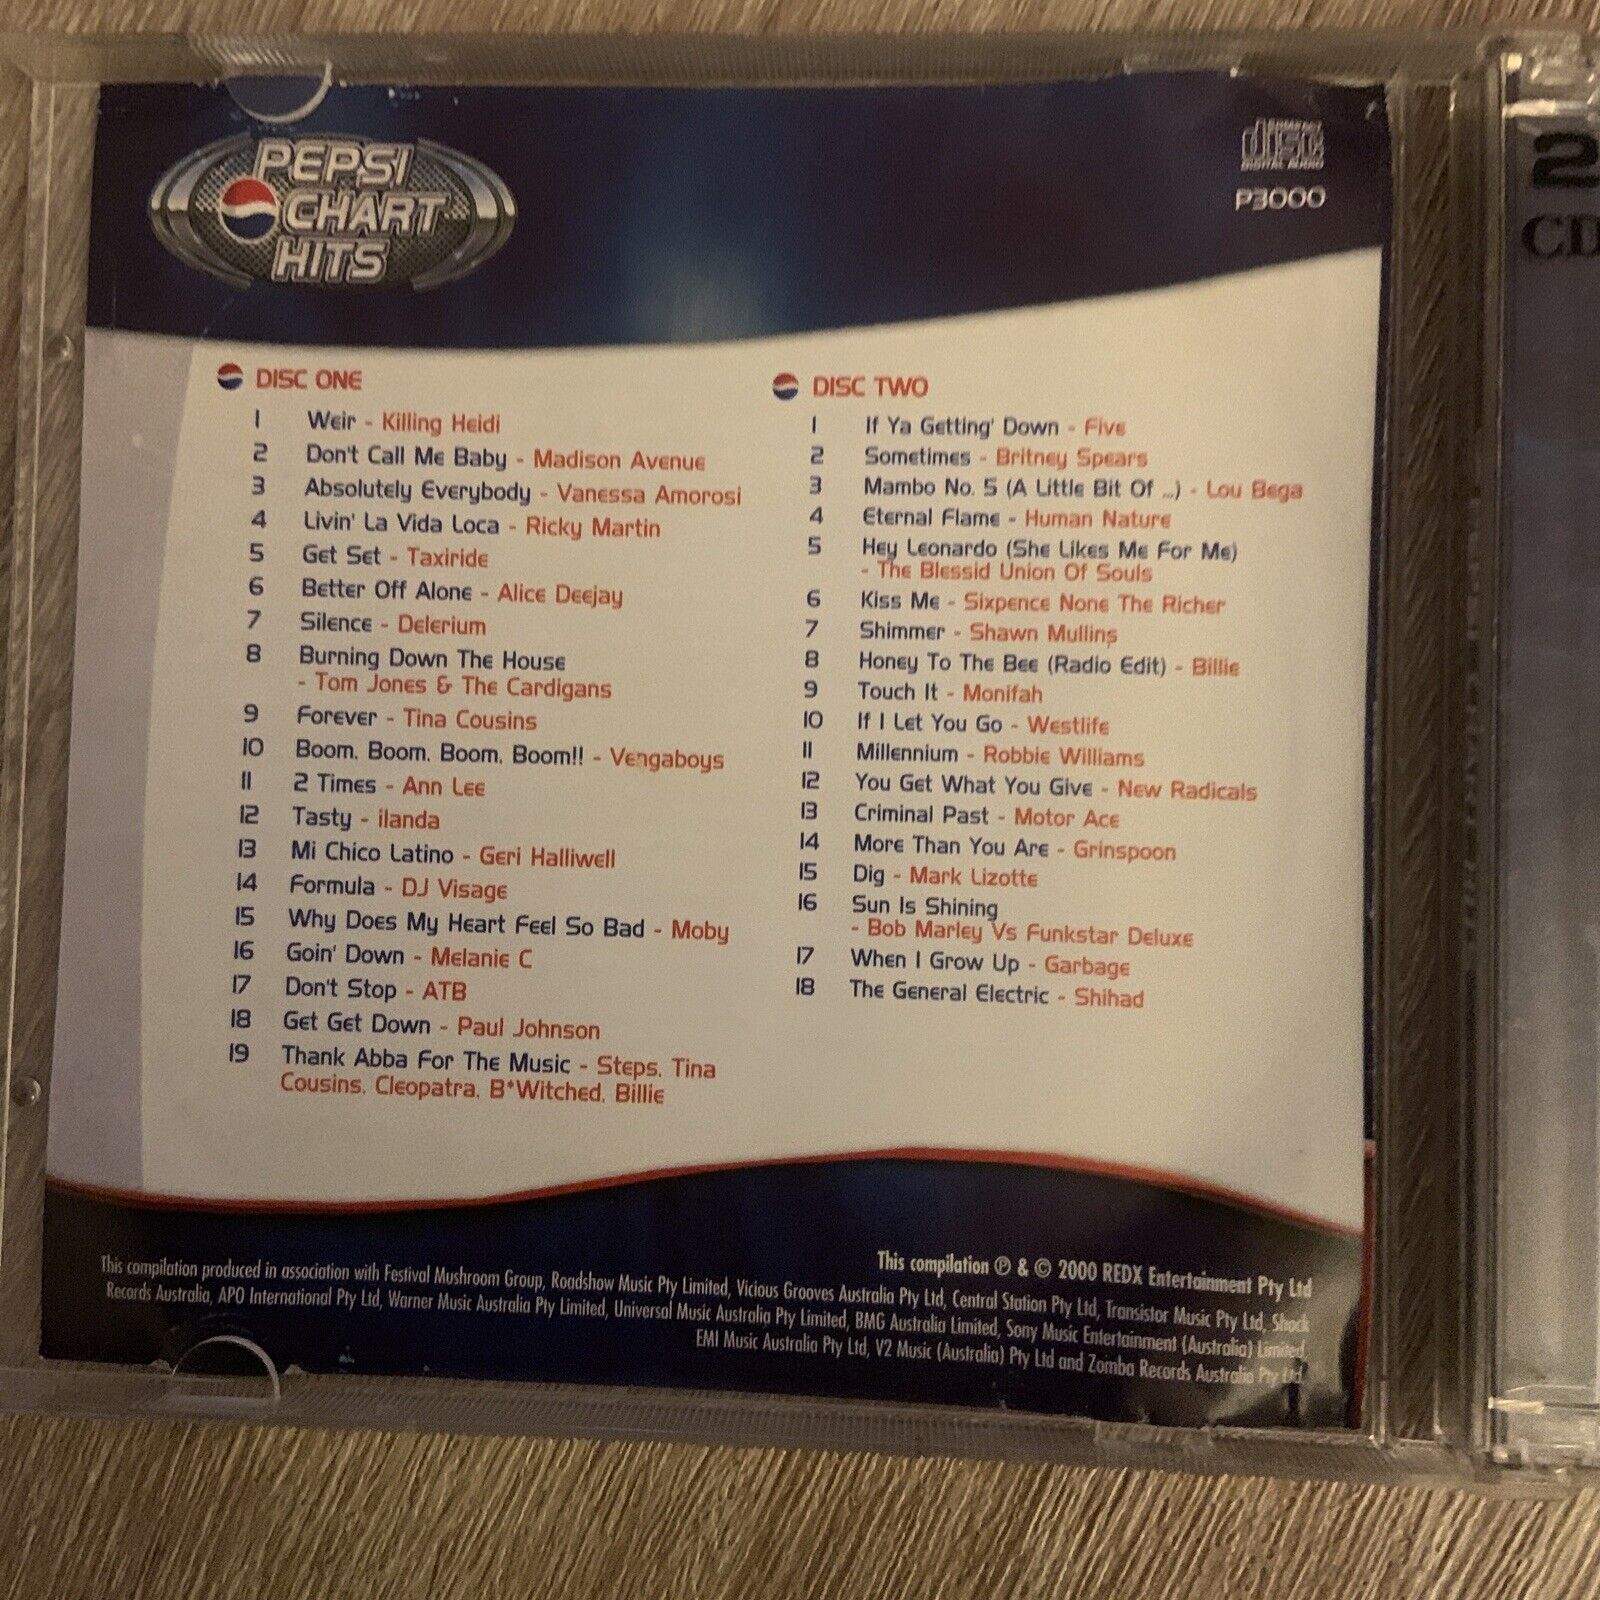 PEPSI
CHART
HITS
COMPACT
disc
DIGITAL AUDIO
P3000
2
CD
DISC ONE
1 Weir - Killing Heidi
2 Don't Call Me Baby - Madison Avenue
3 Absolutely Everybody - Vanessa Amorosi
4 Livin' La Vida Loca - Ricky Martin
5 Get Set - Taxiride
6 Better Off Alone - Alice Deejay
7 Silence - Delerium
8 Burning Down The House
- Tom Jones & The Cardigans
9 Forever - Tina Cousins
10 Boom, Boom, Boom, Boom!! - Vengaboys
11 2 Times - Ann Lee
12 Tasty - ilanda
13 Mi Chico Latino - Geri Halliwell
14 Formula - DJ Visage
15 Why Does My Heart Feel So Bad - Moby
16 Goin' Down - Melanie C
17 Don't Stop - ATB
18 Get Get Down - Paul Johnson
19 Thank Abba For The Music - Steps, Tina
Cousins, Cleopatra, B*Witched, Billie
DISC TWO
1 If Ya Getting' Down - Five
2 Sometimes - Britney Spears
3 Mambo No. 5 (A Little Bit Of ...) - Lou Bega
4 Eternal Flame - Human Nature
5 Hey Leonardo (She Likes Me For Me)
- The Blessid Union Of Souls
6 Kiss Me - Sixpence None The Richer
7 Shimmer - Shawn Mullins
8 Honey To The Bee (Radio Edit) - Billie
9 Touch It - Monifah
10 If I Let You Go - Westlife
11 Millennium - Robbie Williams
12 You Get What You Give - New Radicals
13 Criminal Past - Motor Ace
14 More Than You Are - Grinspoon
15 Dig - Mark Lizotte
16 Sun Is Shining
- Bob Marley Vs Funkstar Deluxe
17 When I Grow Up - Garbage
18 The General Electric - Shihad
This compilation ℗ & © 2000 REDX Entertainment Pty Ltd
This compilation produced in association with Festival Mushroom Group, Roadshow Music Pty Limited, Vicious Grooves Australia Pty Ltd, Central Station Pty Ltd, Transistor Music Pty Ltd, Shock
Records Australia, APO International Pty Ltd, Warner Music Australia Pty Limited, Universal Music Australia Pty Limited, BMG Australia Limited, Sony Music Entertainment (Australia) Limited,
EMI Music Australia Pty Ltd, V2 Music (Australia) Pty Ltd and Zomba Records Australia Pty Ltd.